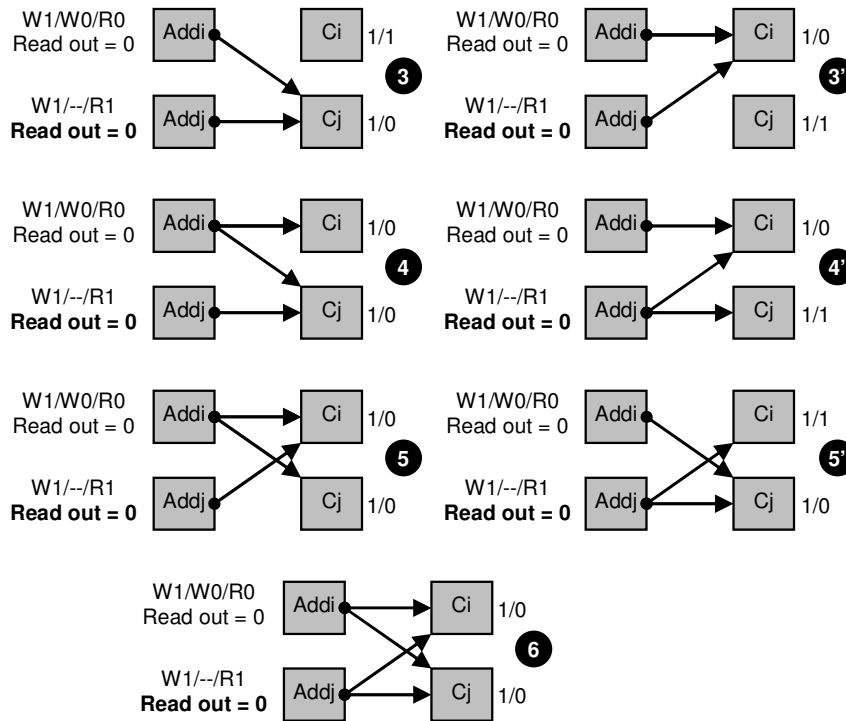 W1/W0/R0
Read out = 0
Addi
Ci
1/1
3
W1/--/R1
Read out = 0
Addj
Cj
1/0
W1/W0/R0
Read out = 0
Addi
Ci
1/0
3'
W1/--/R1
Read out = 0
Addj
Cj
1/1
W1/W0/R0
Read out = 0
Addi
Ci
1/0
4
W1/--/R1
Read out = 0
Addj
Cj
1/0
W1/W0/R0
Read out = 0
Addi
Ci
1/0
4'
W1/--/R1
Read out = 0
Addj
Cj
1/1
W1/W0/R0
Read out = 0
Addi
Ci
1/0
5
W1/--/R1
Read out = 0
Addj
Cj
1/0
W1/W0/R0
Read out = 0
Addi
Ci
1/1
5'
W1/--/R1
Read out = 0
Addj
Cj
1/0
W1/W0/R0
Read out = 0
Addi
Ci
1/0
6
W1/--/R1
Read out = 0
Addj
Cj
1/0